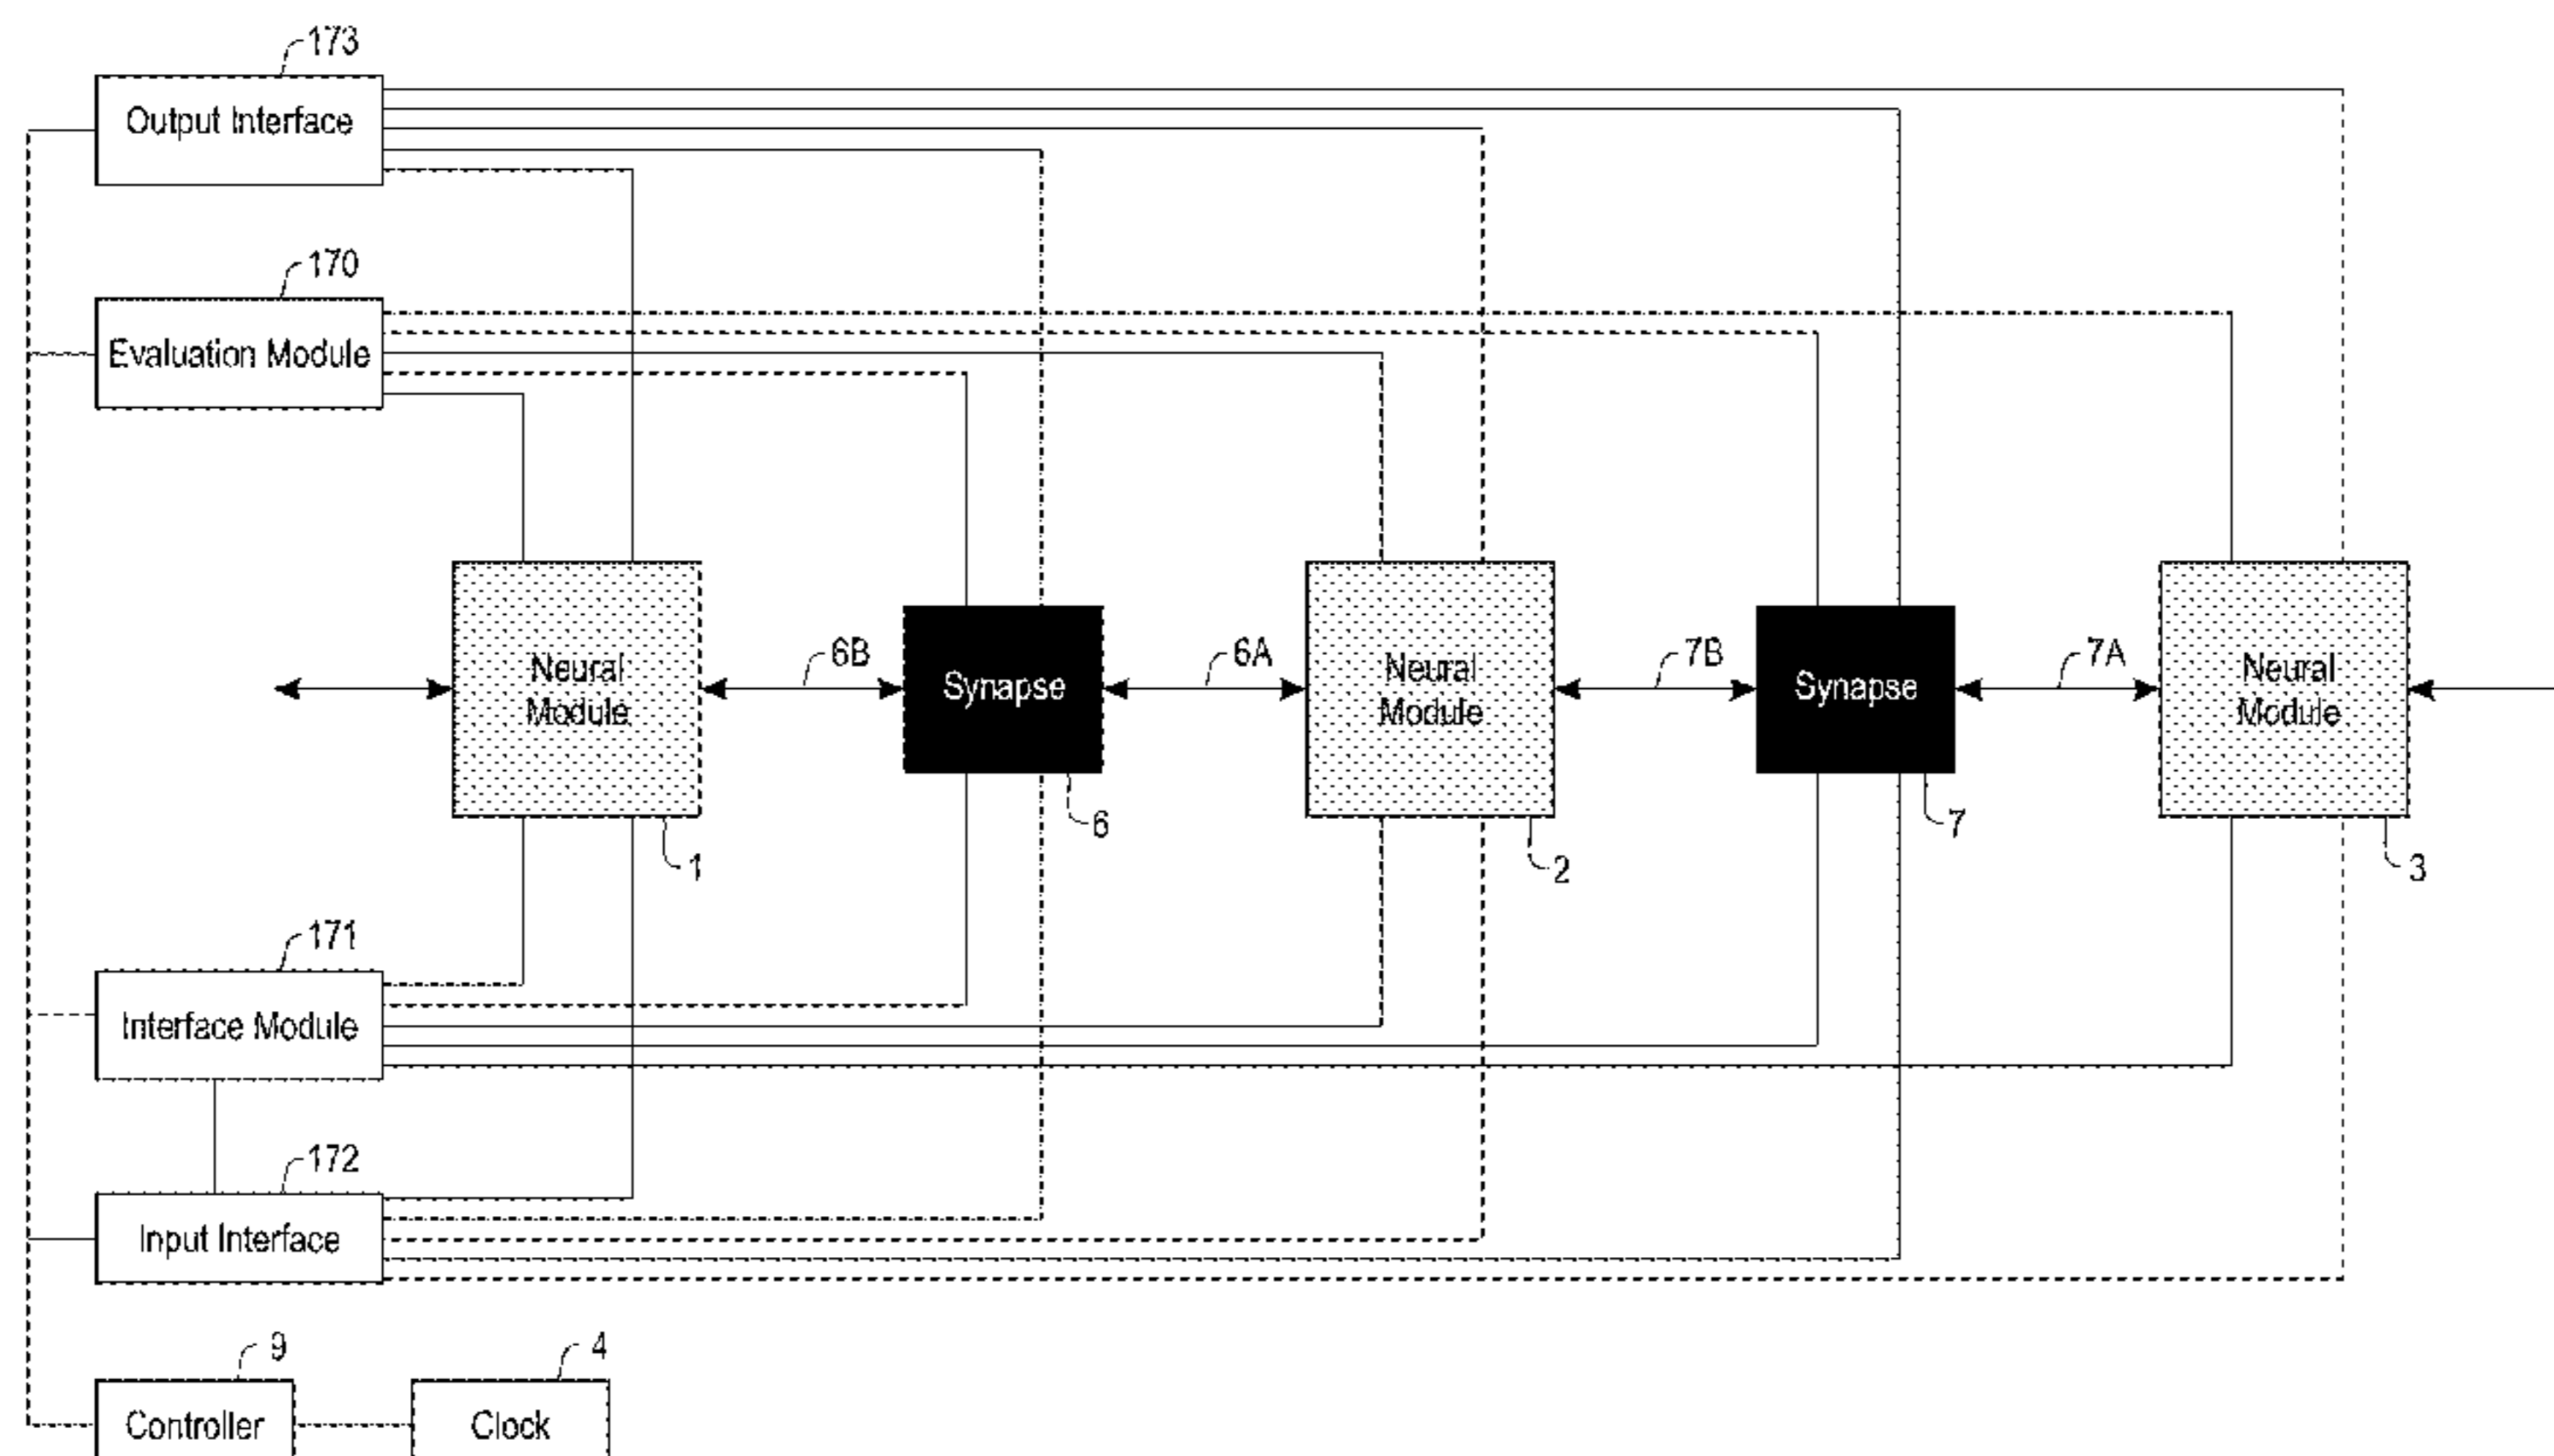 173
Output Interface
170
Evaluation Module
Neural
Module
6B
Synapse
6A
Neural
Module
7B
Synapse
7A
Neural
Module
1
6
2
7
3
171
Interface Module
172
Input Interface
9
4
Controller
Clock